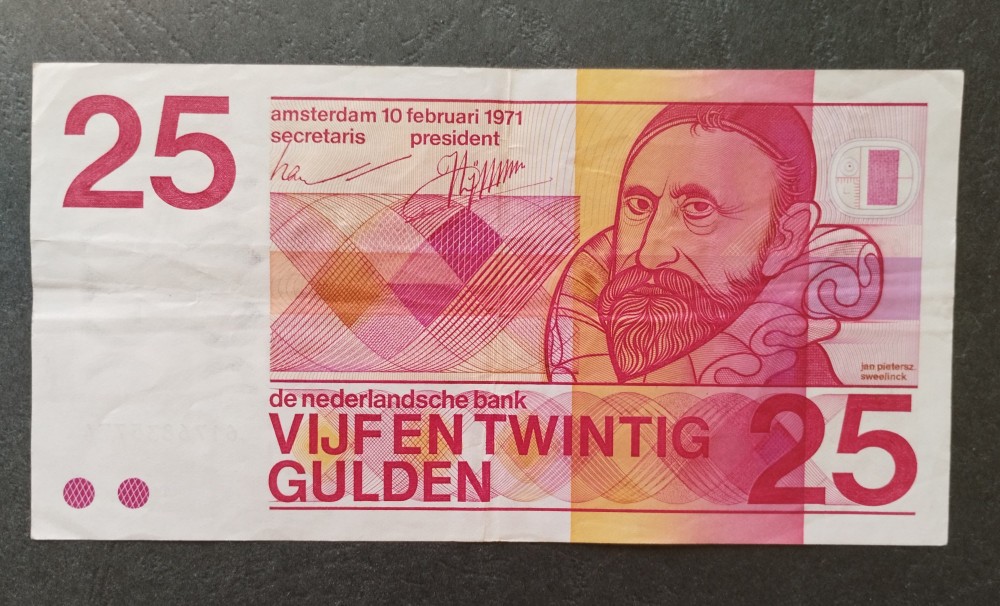 25
amsterdam 10 februari 1971
secretaris president
jan pietersz.
sweelinck
de nederlandsche bank
VIJF EN TWINTIG
GULDEN
25